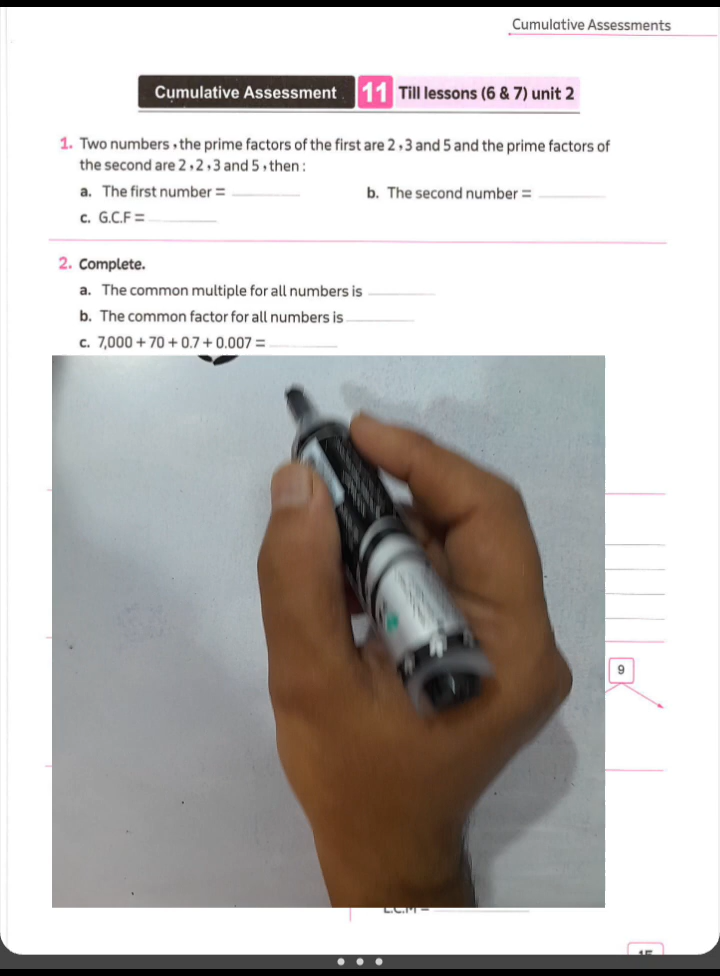 Cumulative Assessments
Cumulative Assessment 11 Till lessons (6 & 7) unit 2
1. Two numbers , the prime factors of the first are 2 , 3 and 5 and the prime factors of
the second are 2 , 2 , 3 and 5 , then :
a. The first number =
b. The second number =
c. G.C.F =
2. Complete.
a. The common multiple for all numbers is
b. The common factor for all numbers is
c. 7,000 + 70 + 0.7 + 0.007 =
9
L.C.M =